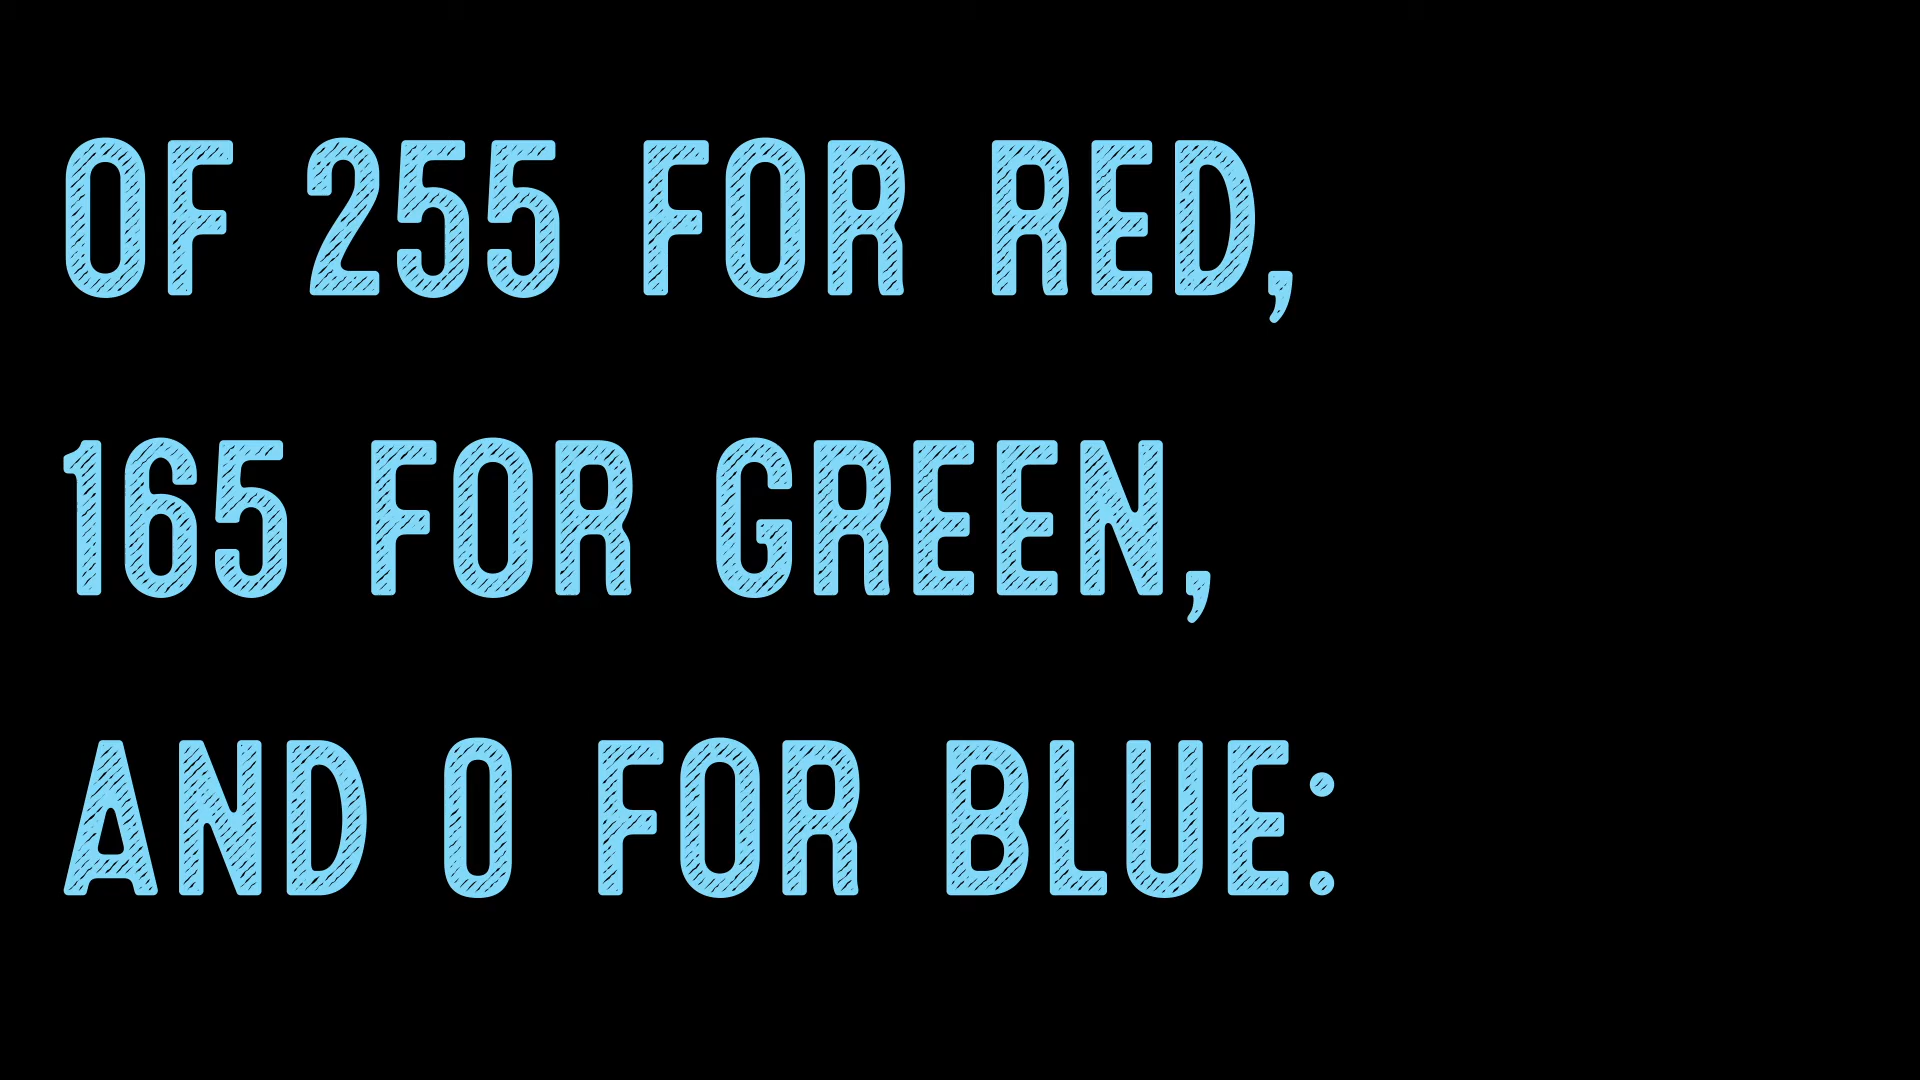 OF 255 FOR RED,
165 FOR GREEN,
AND 0 FOR BLUE: